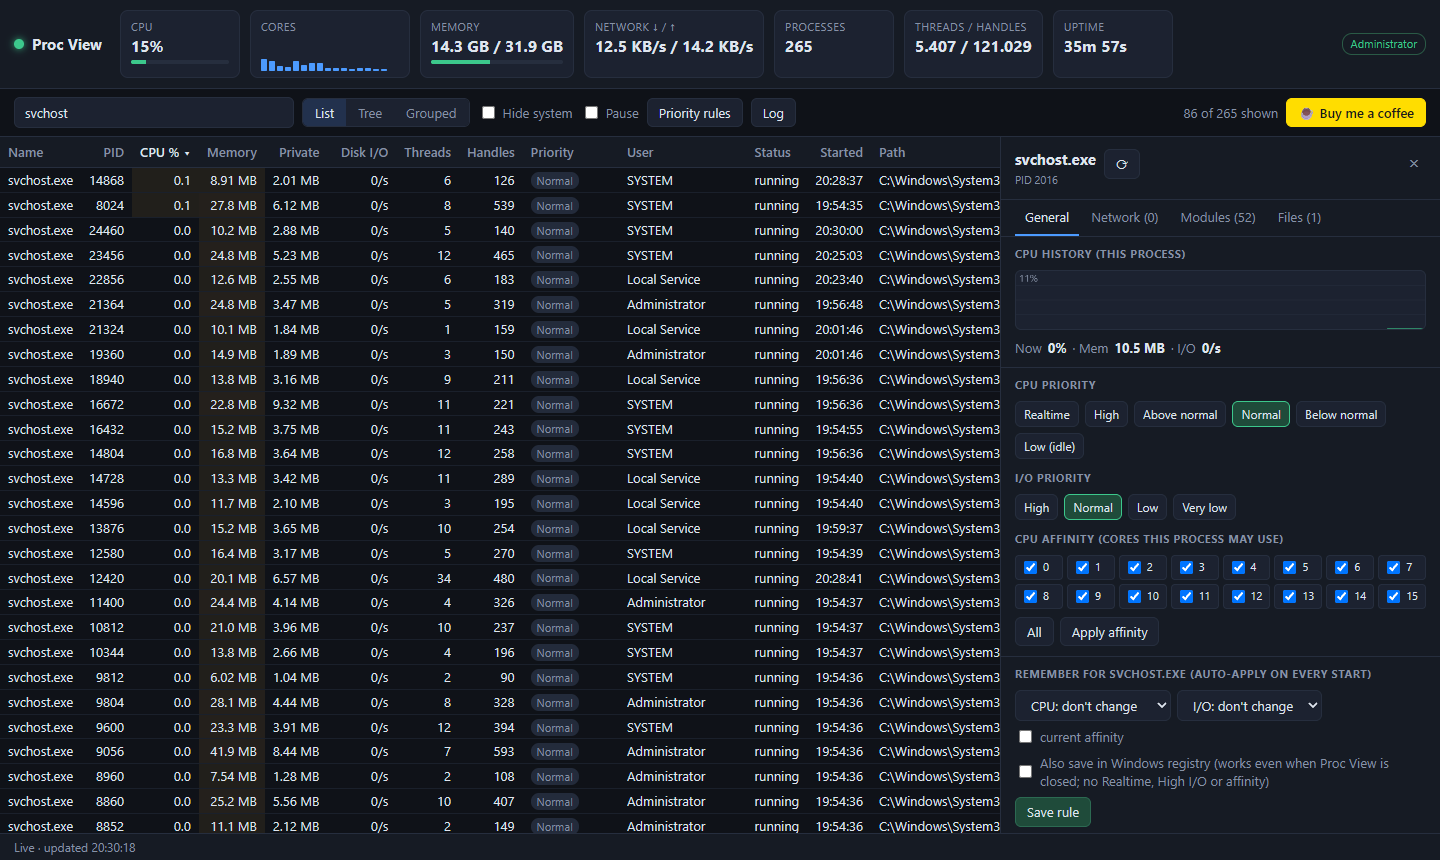 Proc View
CPU
15%
CORES
MEMORY
14.3 GB / 31.9 GB
NETWORK ↓ / ↑
12.5 KB/s / 14.2 KB/s
PROCESSES
265
THREADS / HANDLES
5.407 / 121.029
UPTIME
35m 57s
Administrator
svchost
List Tree Grouped Hide system Pause Priority rules Log
86 of 265 shown
Buy me a coffee
Name PID CPU % Memory Private Disk I/O Threads Handles Priority User Status Started Path
svchost.exe 14868 0.1 8.91 MB 2.01 MB 0/s 6 126 Normal SYSTEM running 20:28:37 C:\Windows\System3
svchost.exe 8024 0.1 27.8 MB 6.12 MB 0/s 8 539 Normal SYSTEM running 19:54:35 C:\Windows\System3
svchost.exe 24460 0.0 10.2 MB 2.88 MB 0/s 5 140 Normal SYSTEM running 20:30:00 C:\Windows\System3
svchost.exe 23456 0.0 24.8 MB 5.23 MB 0/s 12 465 Normal SYSTEM running 20:25:03 C:\Windows\System3
svchost.exe 22856 0.0 12.6 MB 2.55 MB 0/s 6 183 Normal Local Service running 20:23:40 C:\Windows\System3
svchost.exe 21364 0.0 24.8 MB 3.47 MB 0/s 5 319 Normal Administrator running 19:56:48 C:\Windows\System3
svchost.exe 21324 0.0 10.1 MB 1.84 MB 0/s 1 159 Normal Local Service running 20:01:46 C:\Windows\System3
svchost.exe 19360 0.0 14.9 MB 1.89 MB 0/s 3 150 Normal Administrator running 20:01:46 C:\Windows\System3
svchost.exe 18940 0.0 13.8 MB 3.16 MB 0/s 9 211 Normal Local Service running 19:56:36 C:\Windows\System3
svchost.exe 16672 0.0 22.8 MB 9.32 MB 0/s 11 221 Normal SYSTEM running 19:56:36 C:\Windows\System3
svchost.exe 16432 0.0 15.2 MB 3.75 MB 0/s 11 243 Normal SYSTEM running 19:54:55 C:\Windows\System3
svchost.exe 14804 0.0 16.8 MB 3.64 MB 0/s 12 258 Normal SYSTEM running 19:56:36 C:\Windows\System3
svchost.exe 14728 0.0 13.3 MB 3.42 MB 0/s 11 289 Normal Local Service running 19:54:40 C:\Windows\System3
svchost.exe 14596 0.0 11.7 MB 2.10 MB 0/s 3 195 Normal Local Service running 19:54:40 C:\Windows\System3
svchost.exe 13876 0.0 15.2 MB 3.65 MB 0/s 10 254 Normal Local Service running 19:59:37 C:\Windows\System3
svchost.exe 12580 0.0 16.4 MB 3.17 MB 0/s 5 270 Normal SYSTEM running 19:54:39 C:\Windows\System3
svchost.exe 12420 0.0 20.1 MB 6.57 MB 0/s 34 480 Normal Local Service running 20:28:41 C:\Windows\System3
svchost.exe 11400 0.0 24.4 MB 4.14 MB 0/s 4 326 Normal Administrator running 19:54:37 C:\Windows\System3
svchost.exe 10812 0.0 21.0 MB 3.96 MB 0/s 10 237 Normal SYSTEM running 19:54:37 C:\Windows\System3
svchost.exe 10344 0.0 13.8 MB 2.66 MB 0/s 4 196 Normal SYSTEM running 19:54:37 C:\Windows\System3
svchost.exe 9812 0.0 6.02 MB 1.04 MB 0/s 2 90 Normal SYSTEM running 19:54:36 C:\Windows\System3
svchost.exe 9804 0.0 28.1 MB 4.44 MB 0/s 8 328 Normal Administrator running 19:54:36 C:\Windows\System3
svchost.exe 9600 0.0 23.3 MB 3.91 MB 0/s 12 394 Normal SYSTEM running 19:54:36 C:\Windows\System3
svchost.exe 9056 0.0 41.9 MB 8.44 MB 0/s 7 593 Normal Administrator running 19:54:36 C:\Windows\System3
svchost.exe 8960 0.0 7.54 MB 1.28 MB 0/s 2 108 Normal Administrator running 19:54:36 C:\Windows\System3
svchost.exe 8860 0.0 25.2 MB 5.56 MB 0/s 10 407 Normal Administrator running 19:54:36 C:\Windows\System3
svchost.exe 8852 0.0 11.1 MB 2.12 MB 0/s 2 149 Normal Administrator running 19:54:36 C:\Windows\System3
svchost.exe
PID 2016
General Network (0) Modules (52) Files (1)
CPU HISTORY (THIS PROCESS)
11%
Now 0% · Mem 10.5 MB · I/O 0/s
CPU PRIORITY
Realtime High Above normal Normal Below normal
Low (idle)
I/O PRIORITY
High Normal Low Very low
CPU AFFINITY (CORES THIS PROCESS MAY USE)
0 1 2 3 4 5 6 7
8 9 10 11 12 13 14 15
All Apply affinity
REMEMBER FOR SVCHOST.EXE (AUTO-APPLY ON EVERY START)
CPU: don't change I/O: don't change
current affinity
Also save in Windows registry (works even when Proc View is
closed; no Realtime, High I/O or affinity)
Save rule
Live · updated 20:30:18